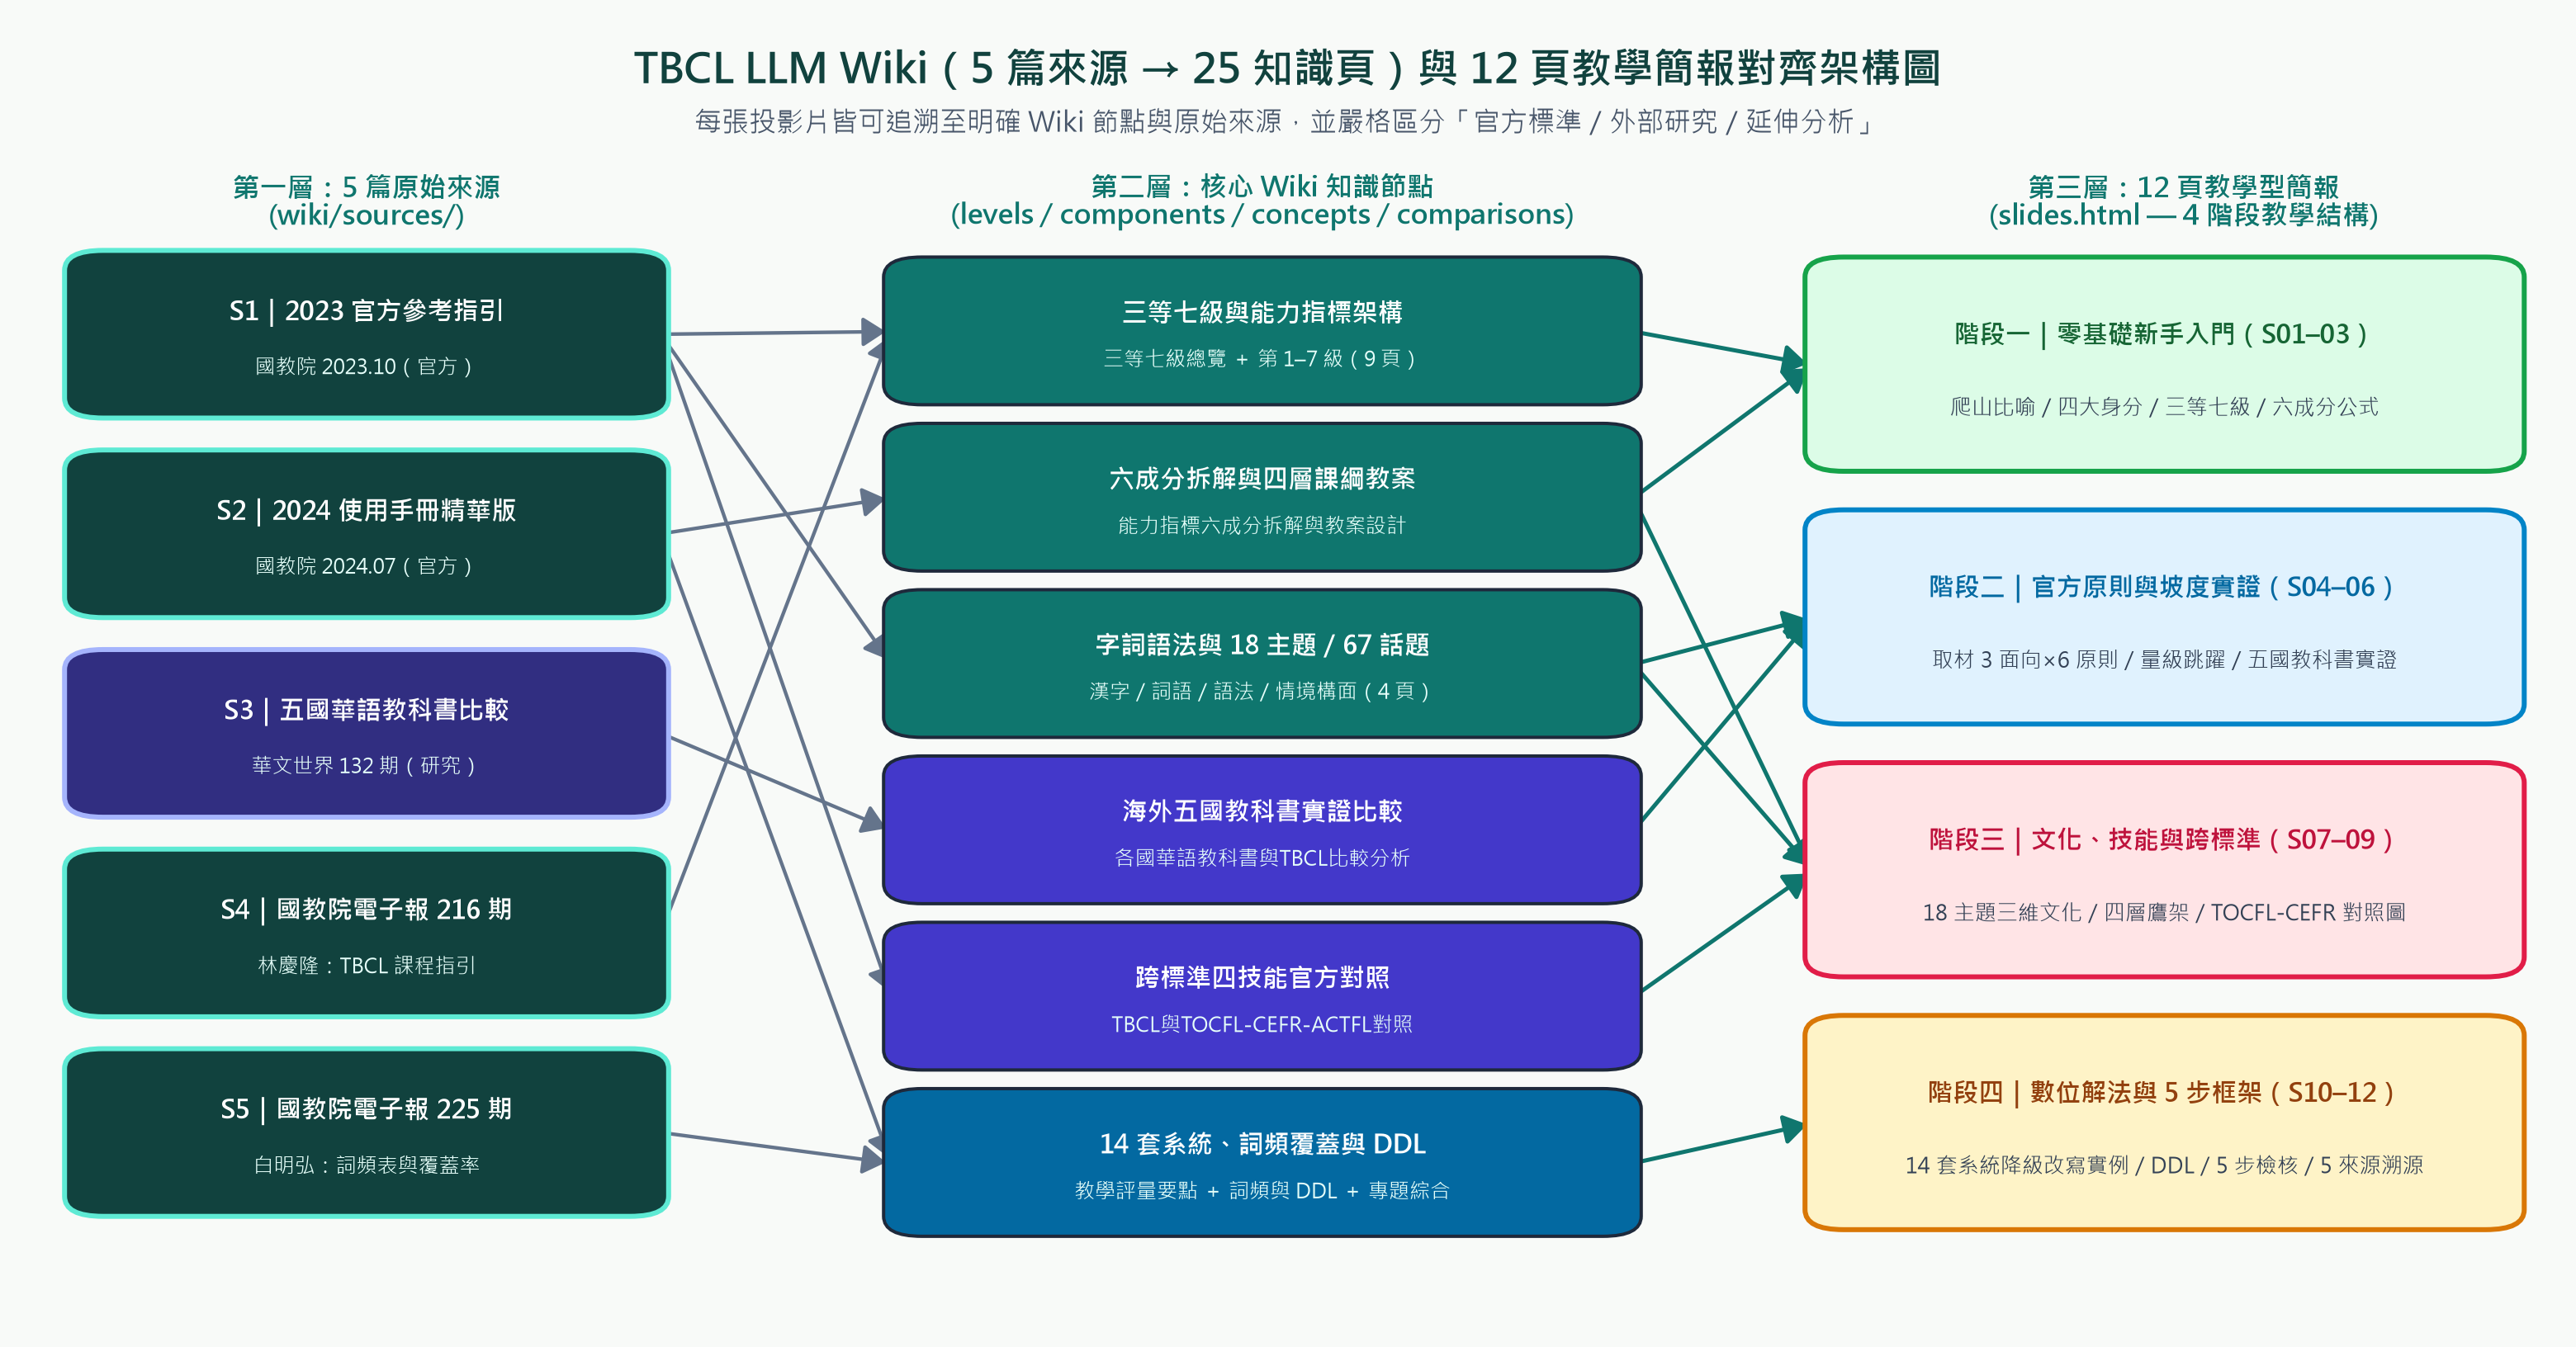 TBCL LLM Wiki（5 篇來源 → 25 知識頁）與 12 頁教學簡報對齊架構圖
每張投影片皆可追溯至明確 Wiki 節點與原始來源，並嚴格區分「官方標準 / 外部研究 / 延伸分析」
第一層：5 篇原始來源
(wiki/sources/)
S1｜2023 官方參考指引
國教院 2023.10（官方）
S2｜2024 使用手冊精華版
國教院 2024.07（官方）
S3｜五國華語教科書比較
華文世界 132 期（研究）
S4｜國教院電子報 216 期
林慶隆：TBCL 課程指引
S5｜國教院電子報 225 期
白明弘：詞頻表與覆蓋率
第二層：核心 Wiki 知識節點
(levels / components / concepts / comparisons)
三等七級與能力指標架構
三等七級總覽 + 第 1–7 級（9 頁）
六成分拆解與四層課綱教案
能力指標六成分拆解與教案設計
字詞語法與 18 主題 / 67 話題
漢字 / 詞語 / 語法 / 情境構面（4 頁）
海外五國教科書實證比較
各國華語教科書與TBCL比較分析
跨標準四技能官方對照
TBCL與TOCFL-CEFR-ACTFL對照
14 套系統、詞頻覆蓋與 DDL
教學評量要點 + 詞頻與 DDL + 專題綜合
第三層：12 頁教學型簡報
(slides.html — 4 階段教學結構)
階段一｜零基礎新手入門（S01–03）
爬山比喻 / 四大身分 / 三等七級 / 六成分公式
階段二｜官方原則與坡度實證（S04–06）
取材 3 面向×6 原則 / 量級跳躍 / 五國教科書實證
階段三｜文化、技能與跨標準（S07–09）
18 主題三維文化 / 四層鷹架 / TOCFL-CEFR 對照圖
階段四｜數位解法與 5 步框架（S10–12）
14 套系統降級改寫實例 / DDL / 5 步檢核 / 5 來源溯源